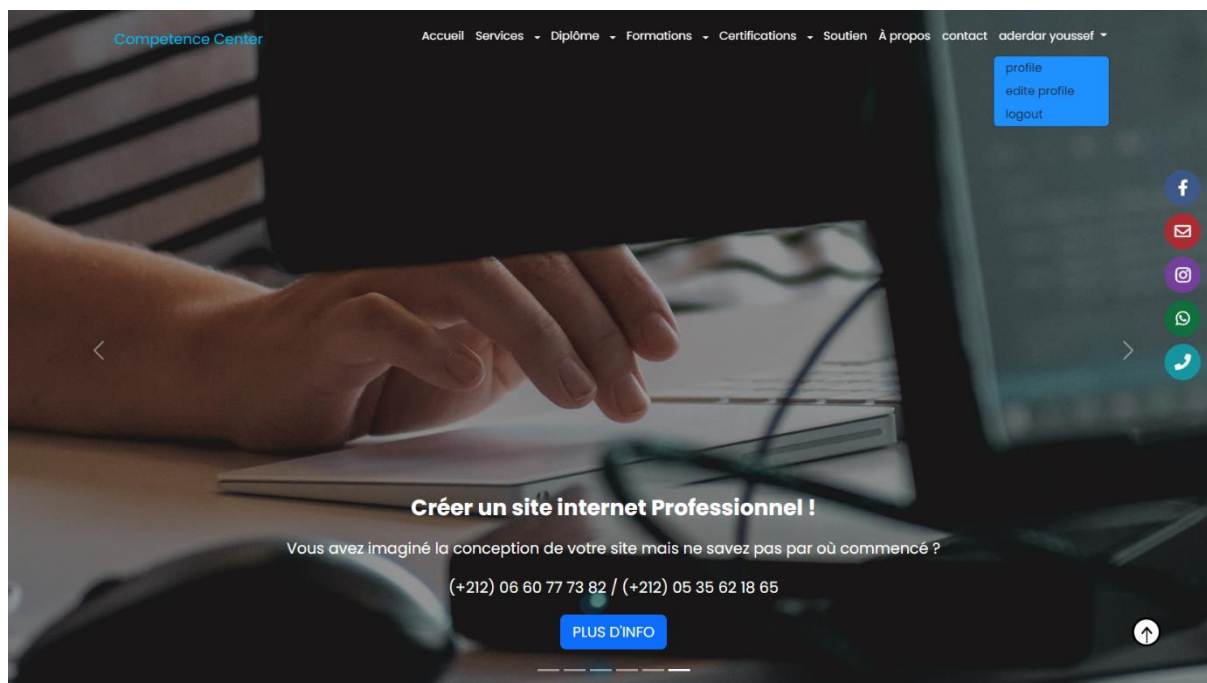 Competence Center
Accueil Services Diplôme Formations Certifications Soutien À propos contact aderdar youssef
profile
edite profile
logout
Créer un site internet Professionnel !
Vous avez imaginé la conception de votre site mais ne savez pas par où commencé ?
(+212) 06 60 77 73 82 / (+212) 05 35 62 18 65
PLUS D'INFO